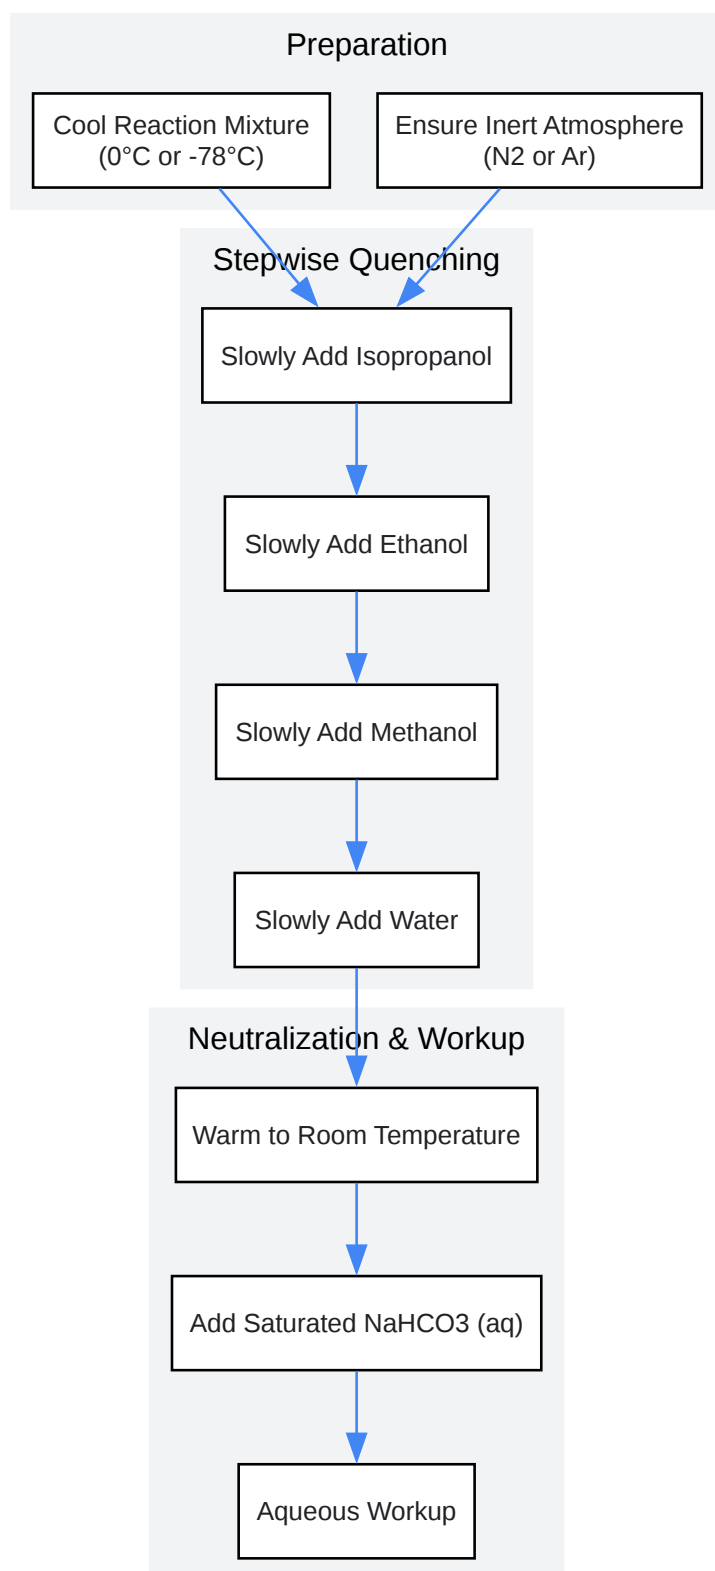 Preparation
Cool Reaction Mixture
(0°C or -78°C)
Ensure Inert Atmosphere
(N2 or Ar)
Stepwise Quenching
Slowly Add Isopropanol
Slowly Add Ethanol
Slowly Add Methanol
Slowly Add Water
Neutralization & Workup
Warm to Room Temperature
Add Saturated NaHCO3 (aq)
Aqueous Workup